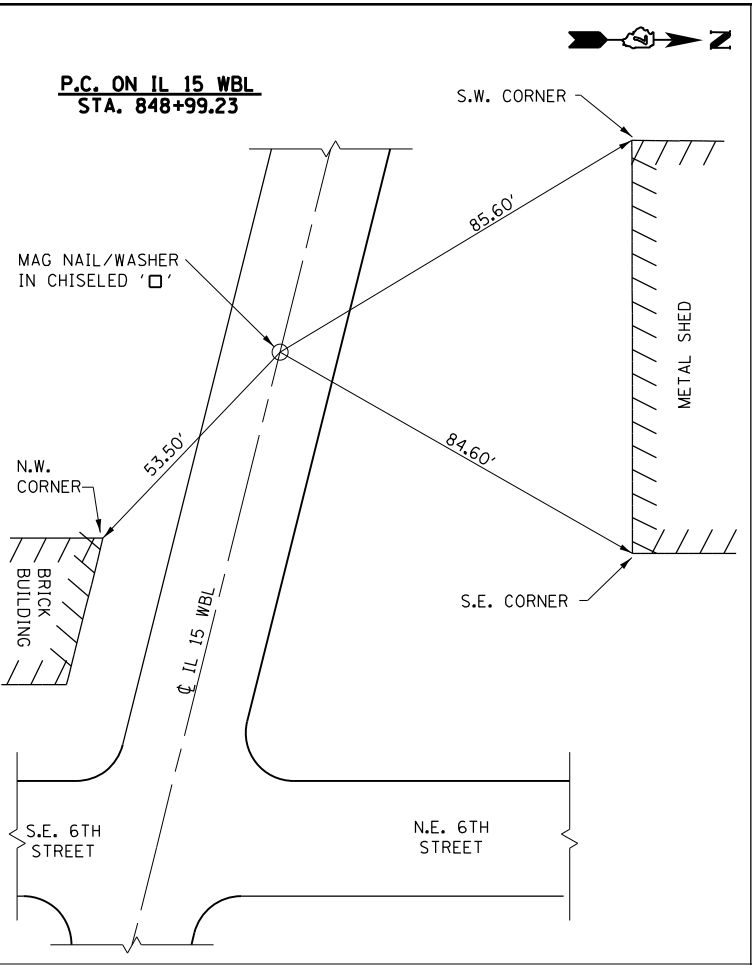 N
P.C. ON IL 15 WBL
STA. 848+99.23
S.W. CORNER
85.60'
MAG NAIL/WASHER
IN CHISELED '□'
METAL SHED
53.50'
84.60'
N.W.
CORNER
BRICK
BUILDING
℄ IL 15 WBL
S.E. CORNER
S.E. 6TH
STREET
N.E. 6TH
STREET